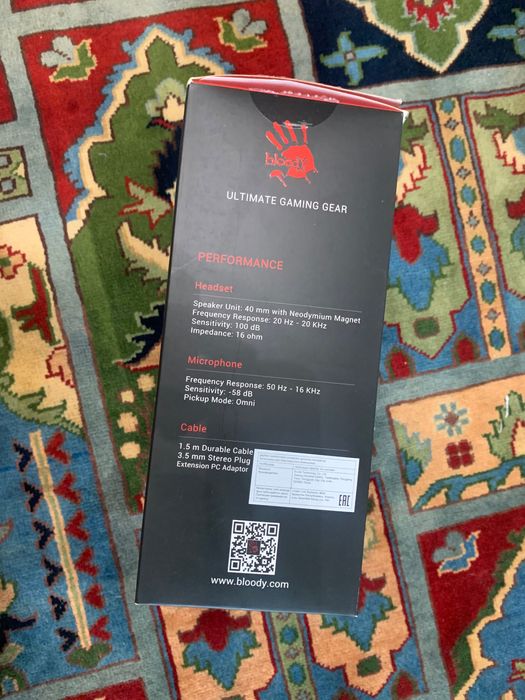 bloody
ULTIMATE GAMING GEAR
PERFORMANCE
Headset
Speaker Unit: 40 mm with Neodymium Magnet
Frequency Response: 20 Hz - 20 KHz
Sensitivity: 100 dB
Impedance: 16 ohm
Microphone
Frequency Response: 50 Hz - 16 KHz
Sensitivity: -58 dB
Pickup Mode: Omni
Cable
1.5 m Durable Cable
3.5 mm Stereo Plug
Extension PC Adaptor
EAC
www.bloody.com